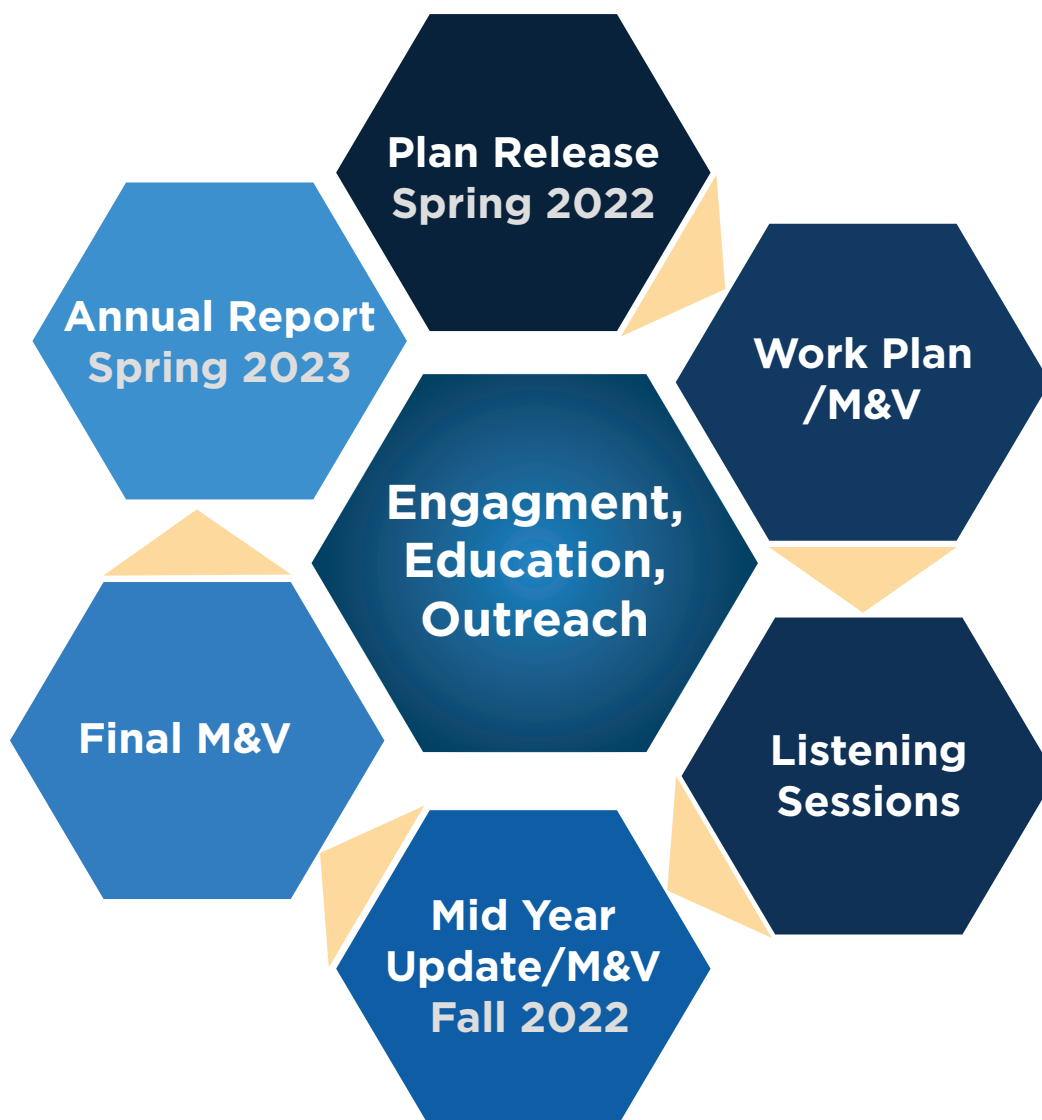 Plan Release
Spring 2022
Work Plan
/M&V
Listening
Sessions
Mid Year
Update/M&V
Fall 2022
Final M&V
Annual Report
Spring 2023
Engagment,
Education,
Outreach